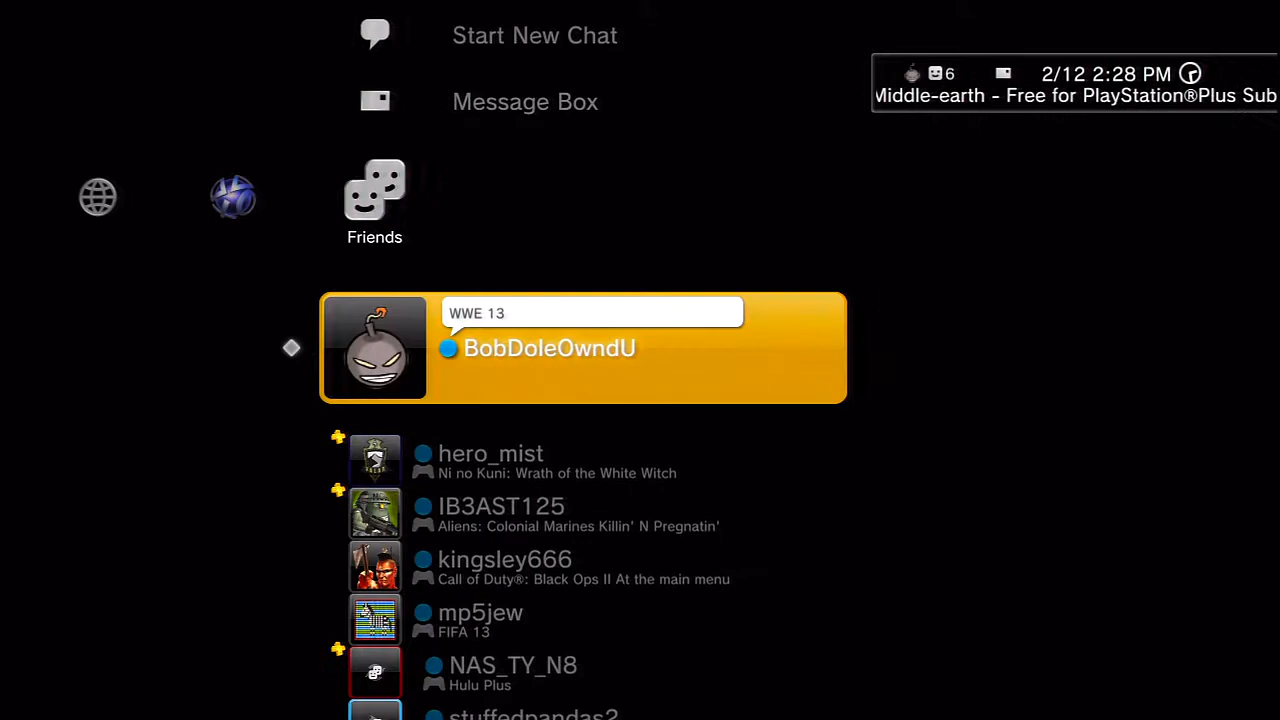 Start New Chat
Message Box
6 2/12 2:28 PM
Middle-earth - Free for PlayStation®Plus Sub
Friends
WWE 13
BobDoleOwndU
hero_mist
Ni no Kuni: Wrath of the White Witch
IB3AST125
Aliens: Colonial Marines Killin' N Pregnatin'
kingsley666
Call of Duty®: Black Ops II At the main menu
mp5jew
FIFA 13
NAS_TY_N8
Hulu Plus
stuffedpandas2